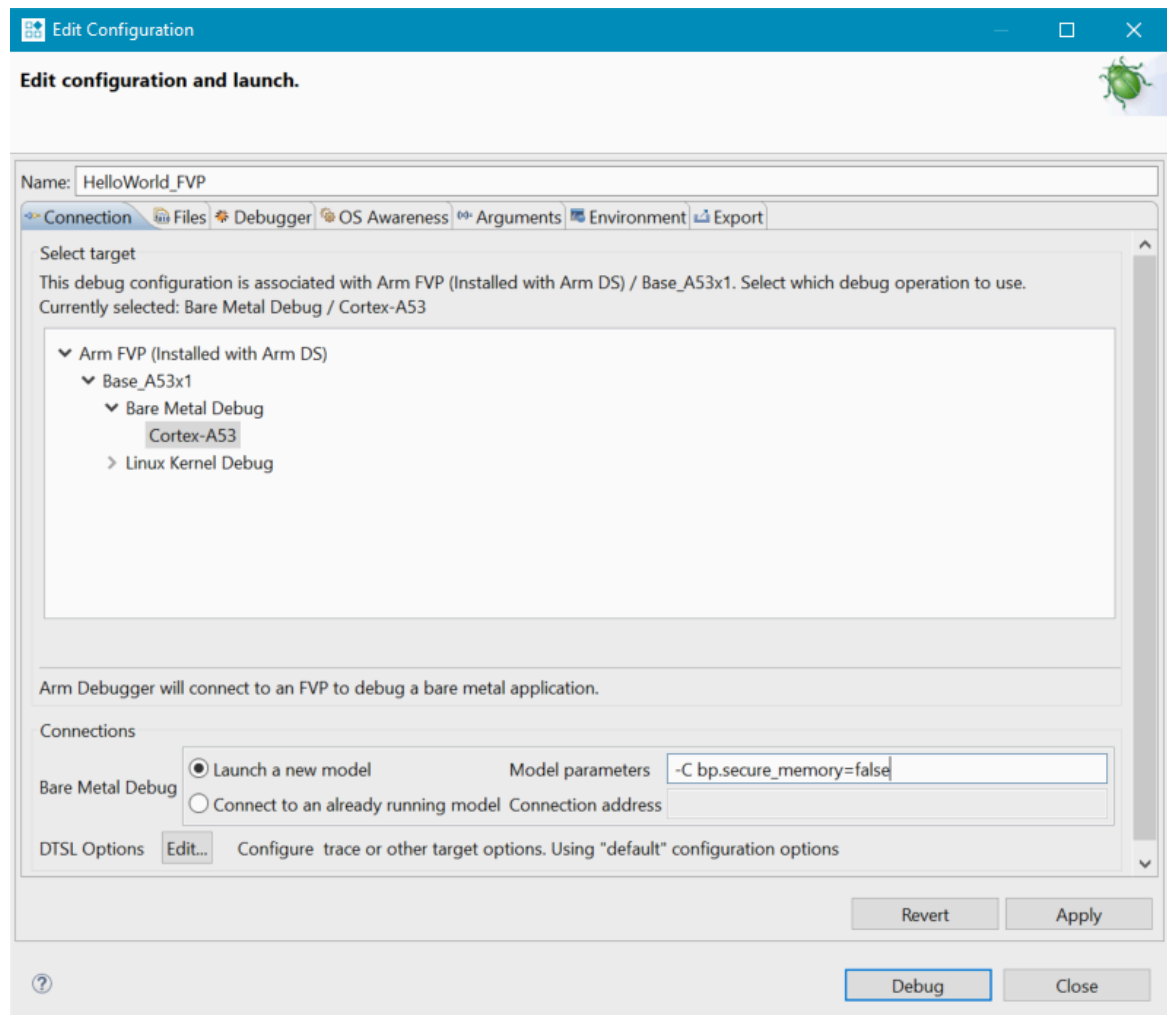 Edit Configuration
Edit configuration and launch.
Name: HelloWorld_FVP
Connection Files Debugger OS Awareness Arguments Environment Export
Select target
This debug configuration is associated with Arm FVP (Installed with Arm DS) / Base_A53x1. Select which debug operation to use.
Currently selected: Bare Metal Debug / Cortex-A53
Arm FVP (Installed with Arm DS)
Base_A53x1
Bare Metal Debug
Cortex-A53
Linux Kernel Debug
Arm Debugger will connect to an FVP to debug a bare metal application.
Connections
Bare Metal Debug
Launch a new model Model parameters -C bp.secure_memory=false
Connect to an already running model Connection address
DTSL Options Edit... Configure trace or other target options. Using "default" configuration options
Revert Apply
? Debug Close